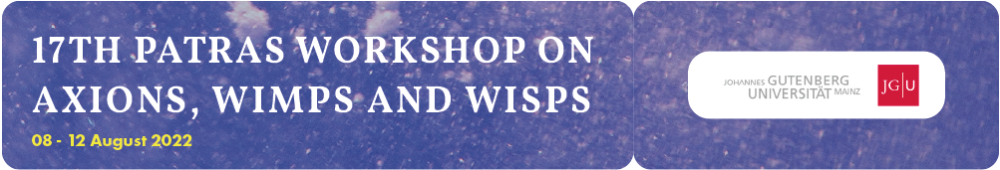 17TH PATRAS WORKSHOP ON
AXIONS, WIMPS AND WISPS
08 - 12 August 2022
JOHANNES GUTENBERG
UNIVERSITÄT MAINZ
JG|U